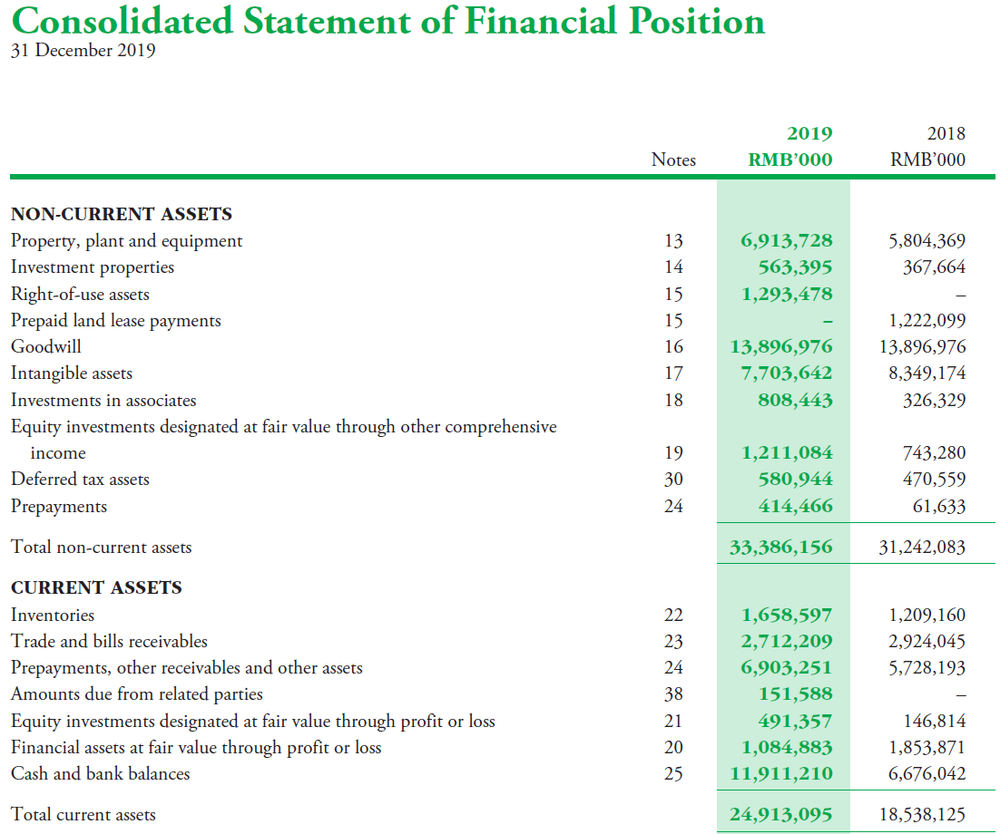 Consolidated Statement of Financial Position
31 December 2019
2019 2018
Notes RMB’000 RMB’000
NON-CURRENT ASSETS
Property, plant and equipment 13 6,913,728 5,804,369
Investment properties 14 563,395 367,664
Right-of-use assets 15 1,293,478 –
Prepaid land lease payments 15 – 1,222,099
Goodwill 16 13,896,976 13,896,976
Intangible assets 17 7,703,642 8,349,174
Investments in associates 18 808,443 326,329
Equity investments designated at fair value through other comprehensive
income 19 1,211,084 743,280
Deferred tax assets 30 580,944 470,559
Prepayments 24 414,466 61,633
Total non-current assets 33,386,156 31,242,083
CURRENT ASSETS
Inventories 22 1,658,597 1,209,160
Trade and bills receivables 23 2,712,209 2,924,045
Prepayments, other receivables and other assets 24 6,903,251 5,728,193
Amounts due from related parties 38 151,588 –
Equity investments designated at fair value through profit or loss 21 491,357 146,814
Financial assets at fair value through profit or loss 20 1,084,883 1,853,871
Cash and bank balances 25 11,911,210 6,676,042
Total current assets 24,913,095 18,538,125